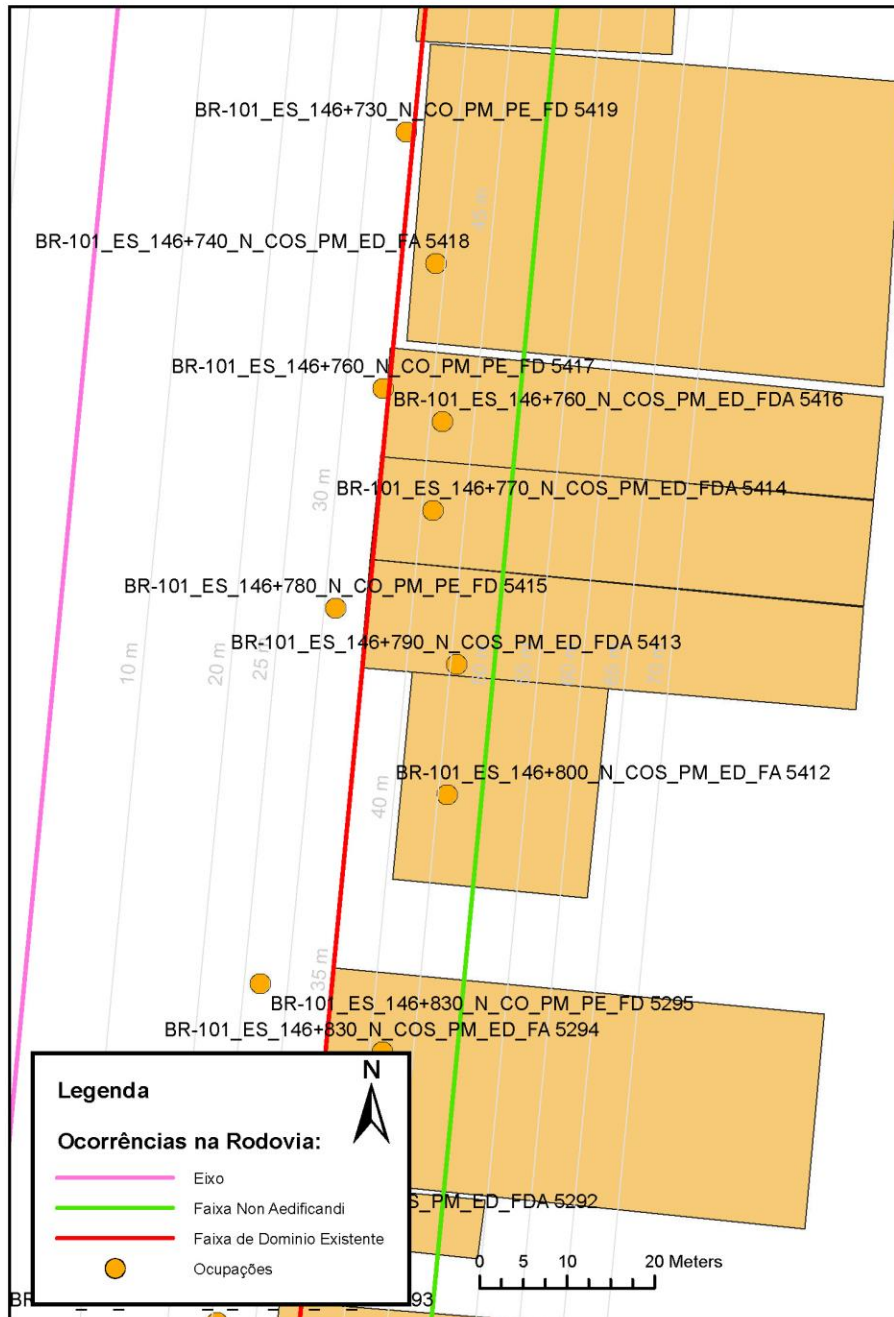 BR-101_ES_146+730_N_CO_PM_PE_FD 5419
45 m
BR-101_ES_146+740_N_COS_PM_ED_FA 5418
BR-101_ES_146+760_N_CO_PM_PE_FD 5417
BR-101_ES_146+760_N_COS_PM_ED_FDA 5416
30 m
BR-101_ES_146+770_N_COS_PM_ED_FDA 5414
BR-101_ES_146+780_N_CO_PM_PE_FD 5415
BR-101_ES_146+790_N_COS_PM_ED_FDA 5413
10 m
20 m
25 m
BR-101_ES_146+800_N_COS_PM_ED_FA 5412
40 m
35 m
BR-101_ES_146+830_N_CO_PM_PE_FD 5295
BR-101_ES_146+830_N_COS_PM_ED_FA 5294
N
Legenda
Ocorrências na Rodovia:
Eixo
Faixa Non Aedificandi
Faixa de Dominio Existente
Ocupações
S_PM_ED_FDA 5292
0 5 10 20 Meters
93